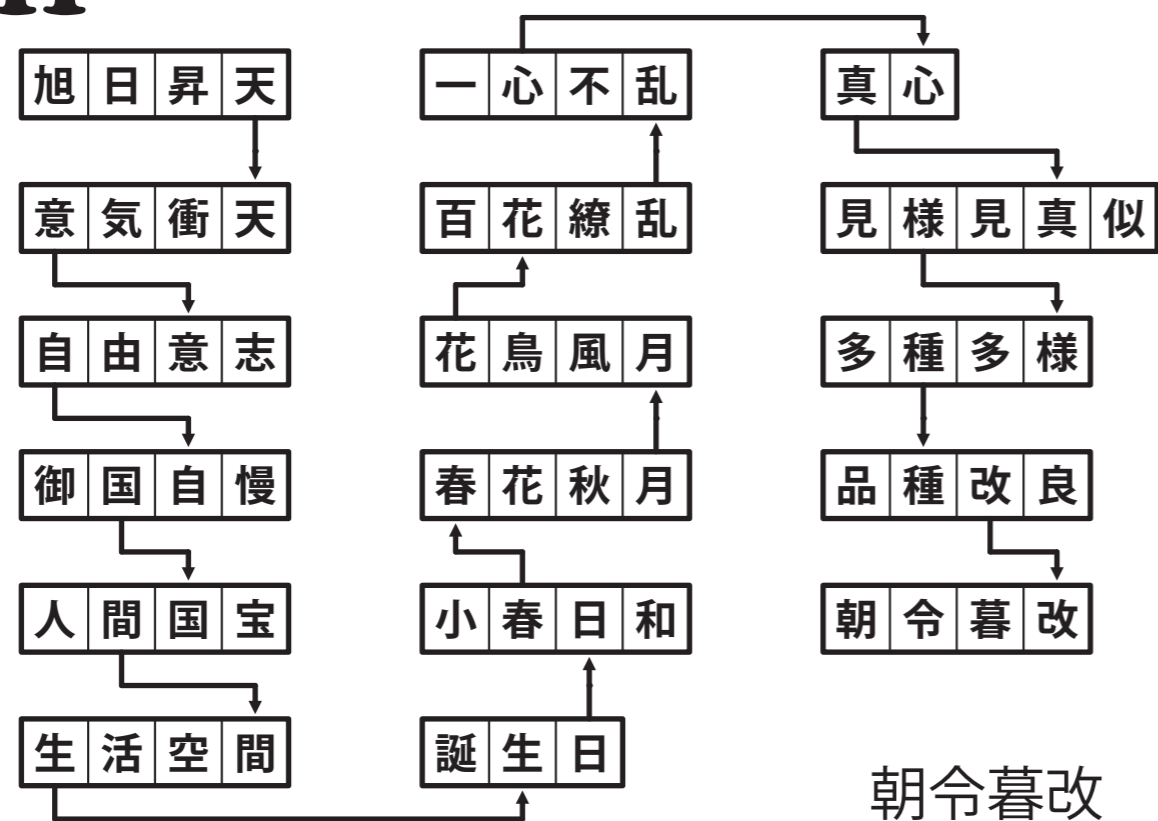 旭日昇天
意気衝天
自由意志
御国自慢
人間国宝
生活空間
誕生日
小春日和
春花秋月
花鳥風月
百花繚乱
一心不乱
真心
見様見真似
多種多様
品種改良
朝令暮改
朝令暮改